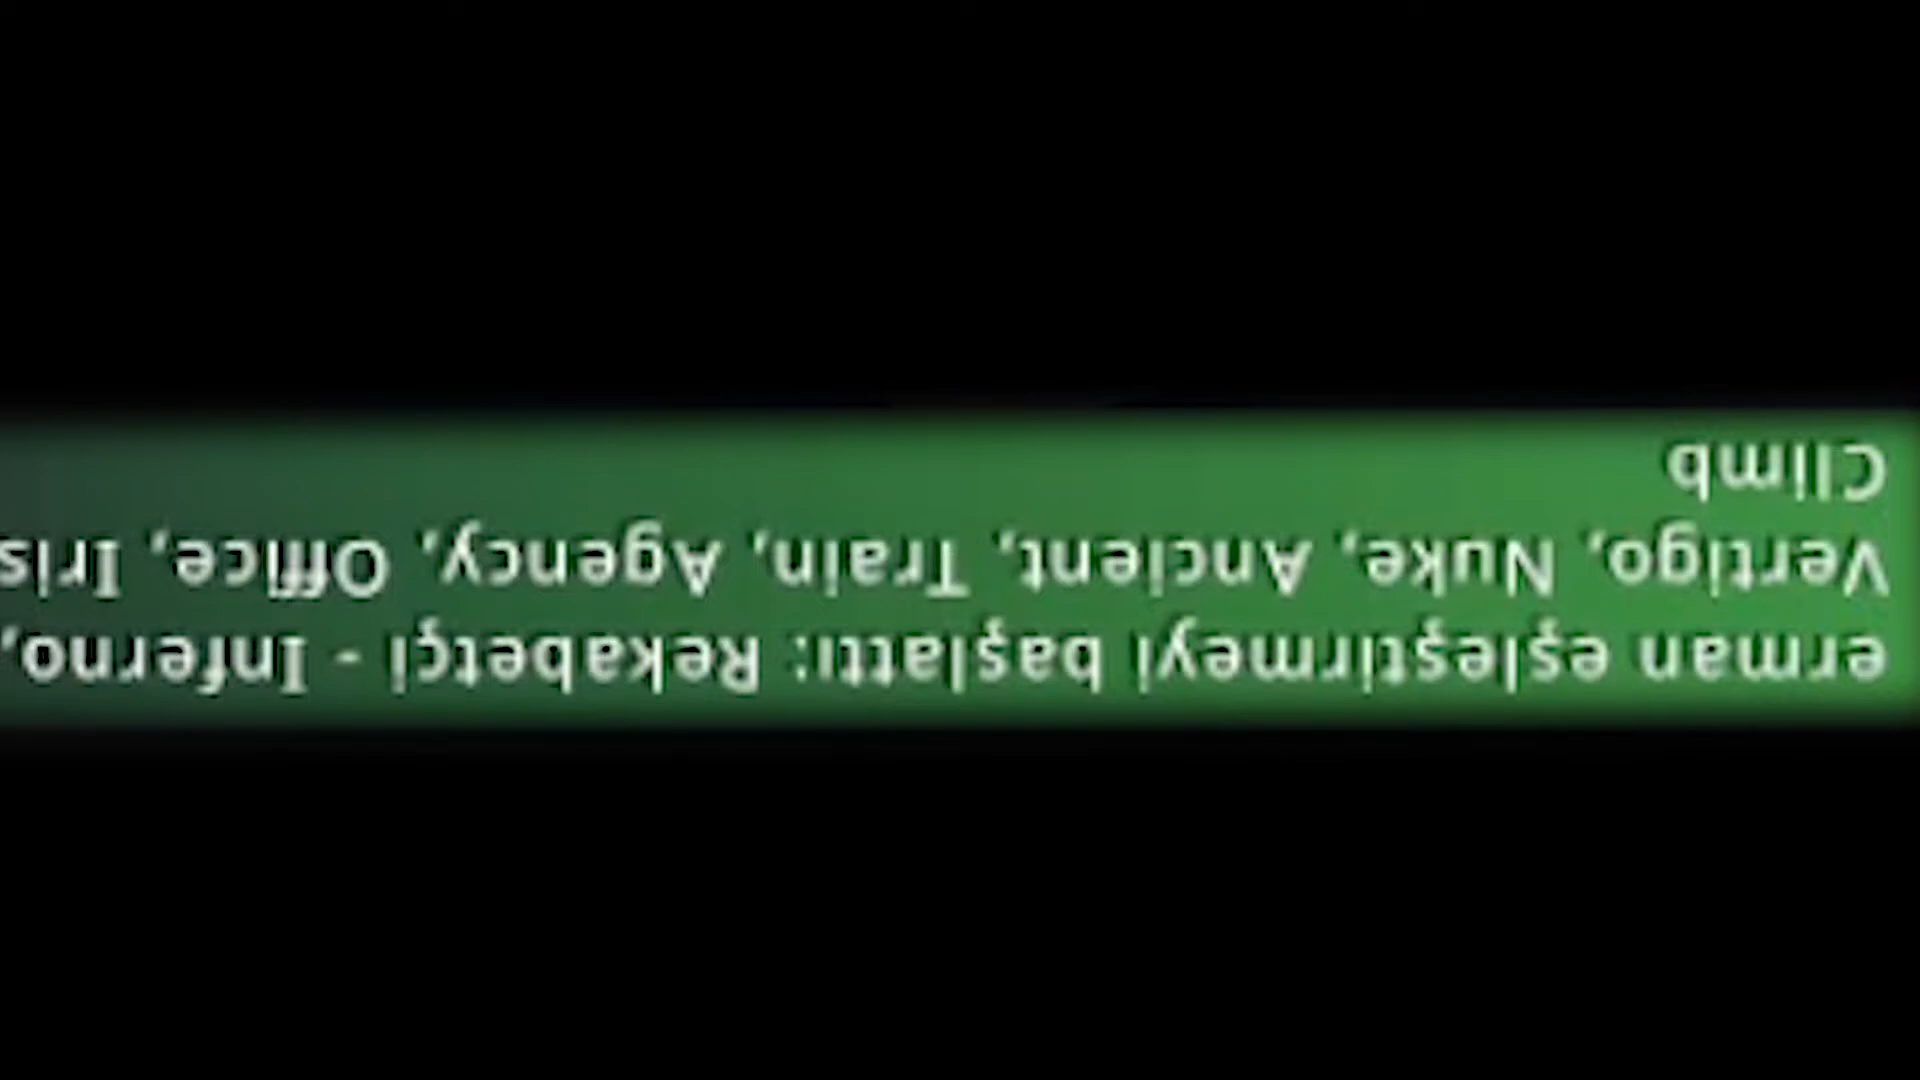 erman eşleştirmeyi başlattı: Rekabetçi - Inferno,
Vertigo, Nuke, Ancient, Train, Agency, Office, Iris
Climb